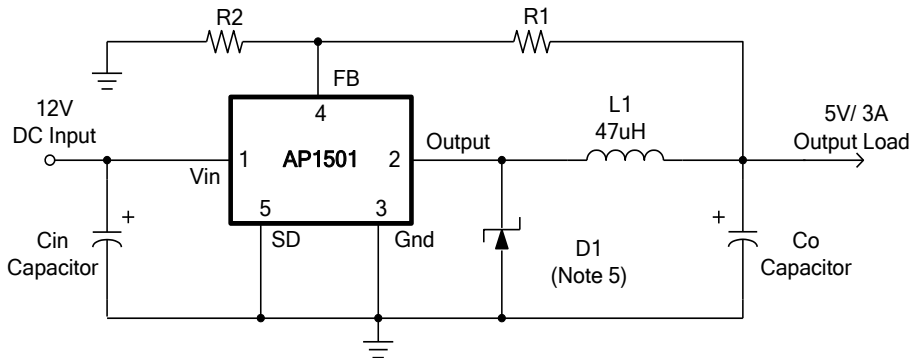 R2
R1
FB
4
12V
DC Input
L1
47uH
5V/ 3A
Output Load
Output
1
AP1501
2
Vin
5
3
SD
Gnd
+
Cin
Capacitor
D1
(Note 5)
+
Co
Capacitor